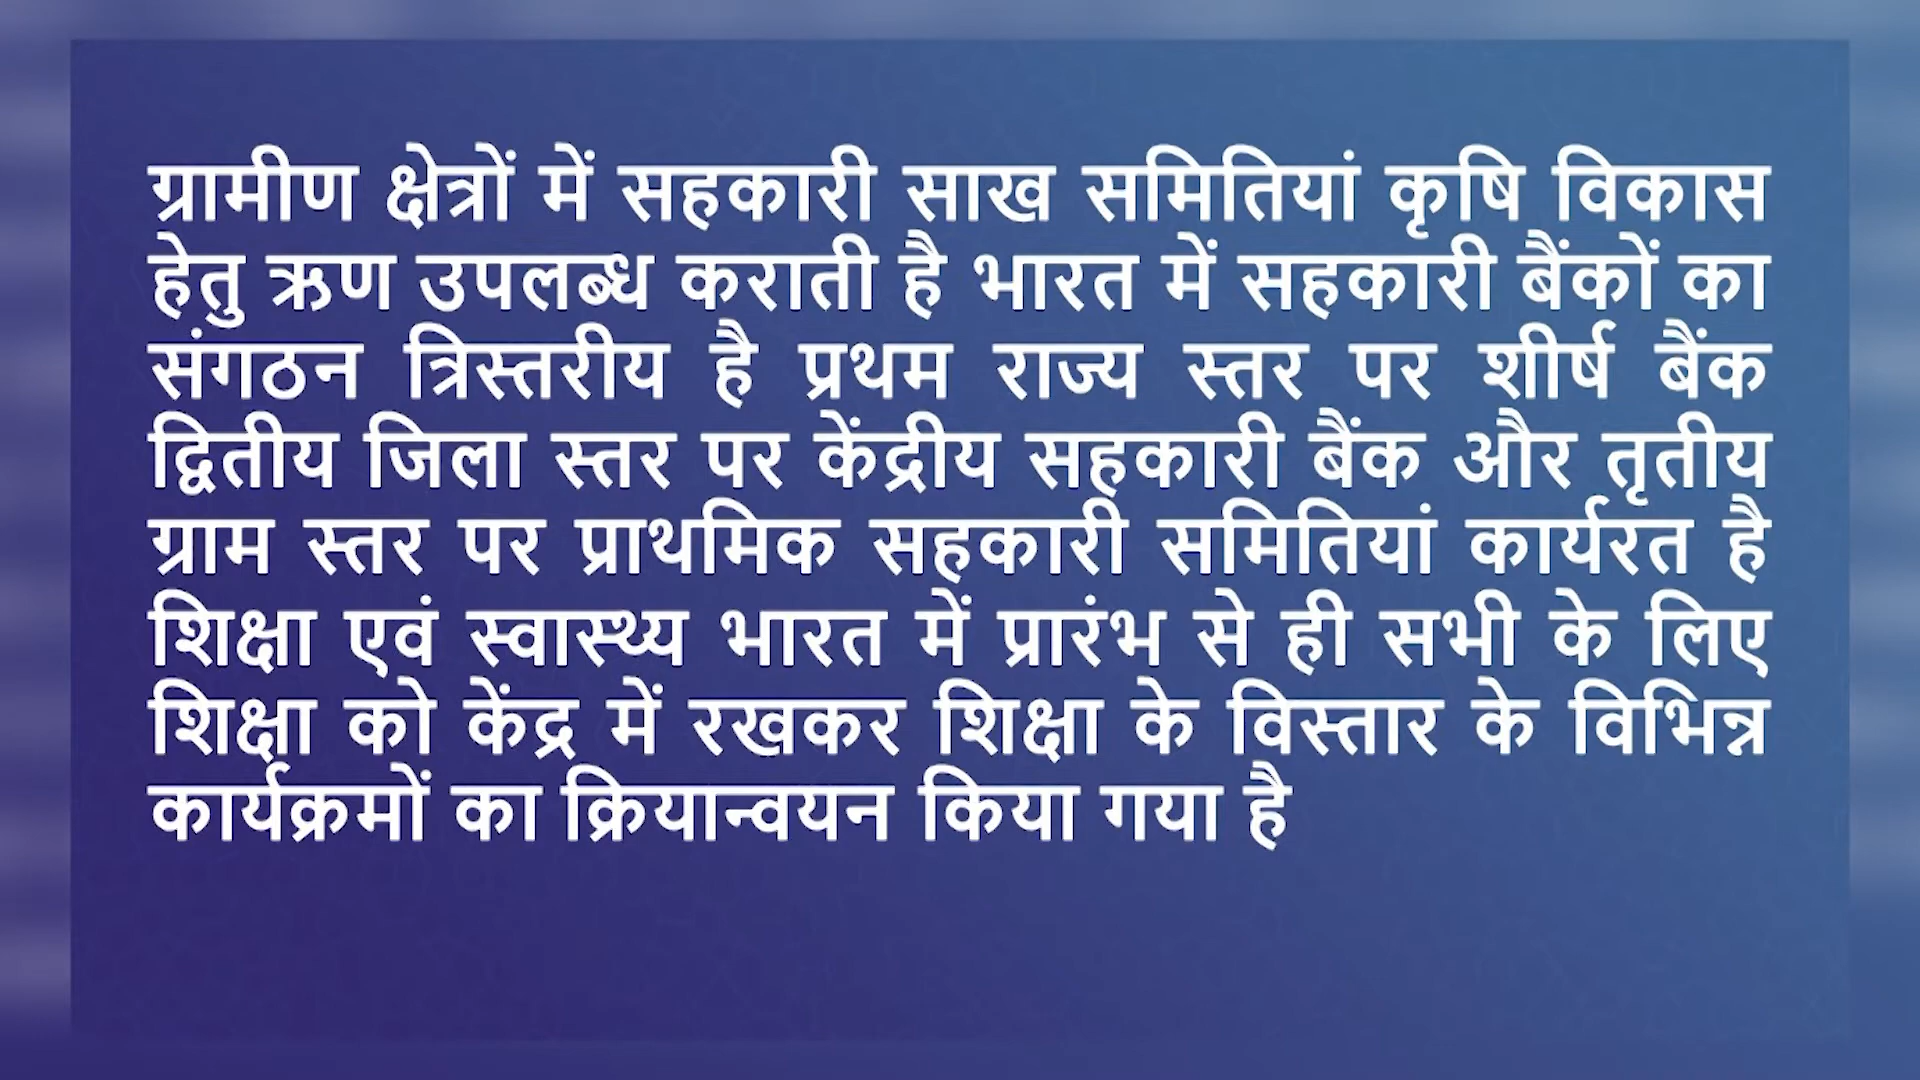 ग्रामीण क्षेत्रों में सहकारी साख समितियां कृषि विकास
हेतु ऋण उपलब्ध कराती है भारत में सहकारी बैंकों का
संगठन त्रिस्तरीय है प्रथम राज्य स्तर पर शीर्ष बैंक
द्वितीय जिला स्तर पर केंद्रीय सहकारी बैंक और तृतीय
ग्राम स्तर पर प्राथमिक सहकारी समितियां कार्यरत है
शिक्षा एवं स्वास्थ्य भारत में प्रारंभ से ही सभी के लिए
शिक्षा को केंद्र में रखकर शिक्षा के विस्तार के विभिन्न
कार्यक्रमों का क्रियान्वयन किया गया है